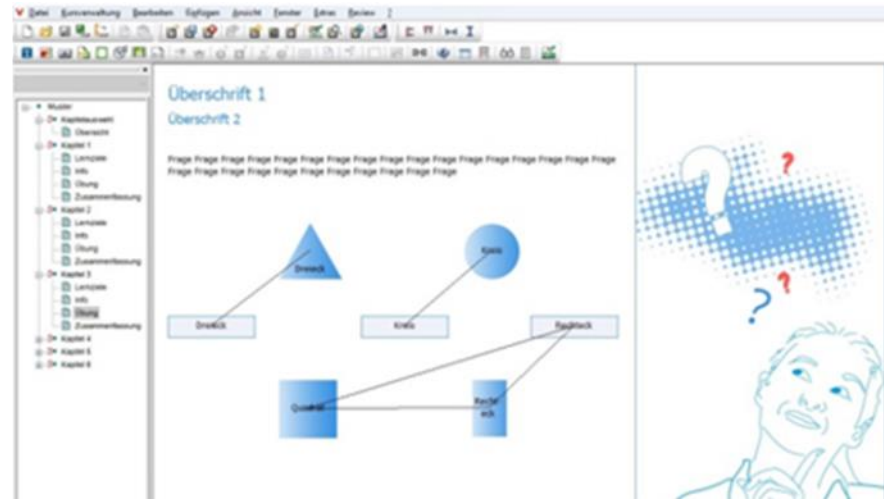 Datei Kursverwaltung Bearbeiten Einfügen Ansicht Fenster Extras Review ?
Muster
Kapitelauswahl
Übersicht
Kapitel 1
Lernziele
Info
Übung
Zusammenfassung
Kapitel 2
Lernziele
Info
Übung
Zusammenfassung
Kapitel 3
Lernziele
Info
Übung
Zusammenfassung
Kapitel 4
Kapitel 5
Kapitel 6
Überschrift 1
Überschrift 2
Frage Frage Frage Frage Frage Frage Frage Frage Frage Frage Frage Frage Frage Frage Frage Frage Frage
Frage Frage Frage Frage Frage Frage Frage Frage Frage Frage Frage
Dreieck
Kreis
Dreieck
Kreis
Rechteck
Quadrat
Recht
eck
? ?
?
?